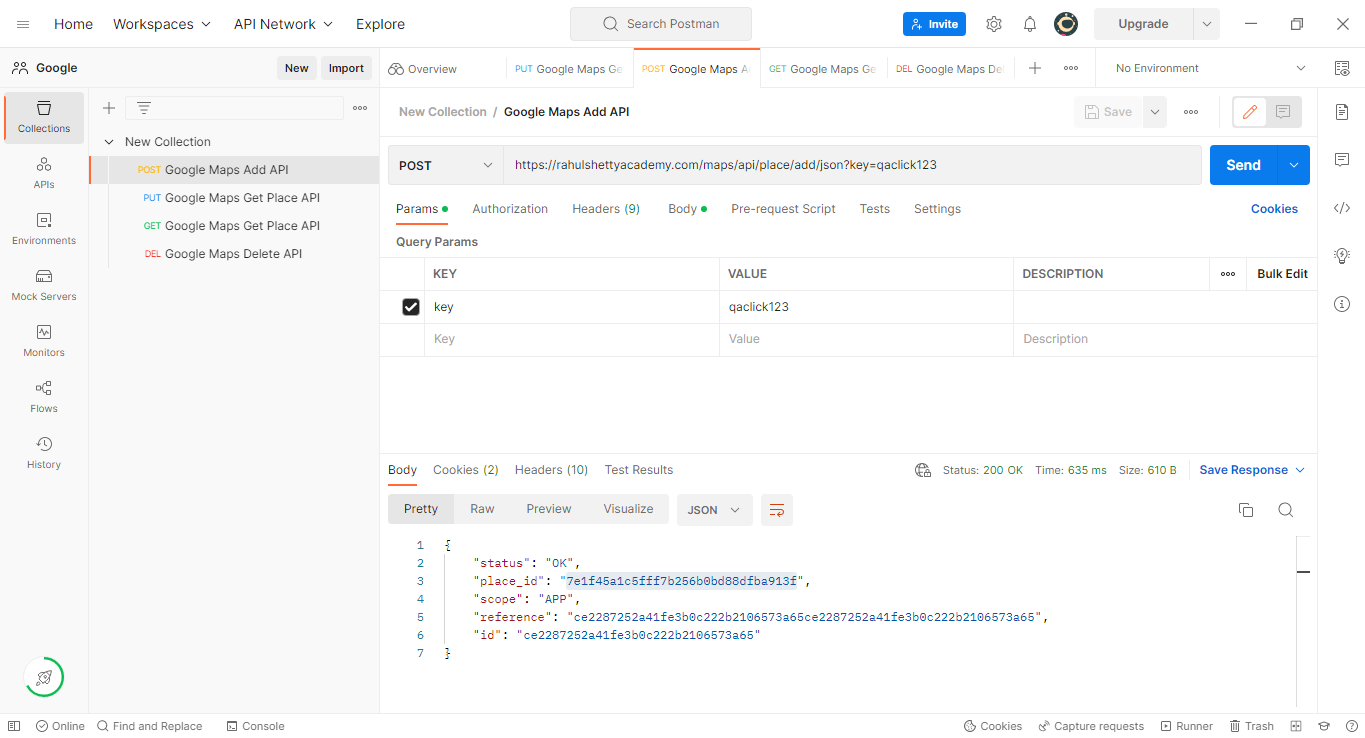 Home Workspaces API Network Explore Search Postman Invite Upgrade
Google New Import Overview PUT Google Maps Ge POST Google Maps A GET Google Maps Ge DEL Google Maps De No Environment
Collections
APIs
Environments
Mock Servers
Monitors
Flows
History
New Collection
POST Google Maps Add API
PUT Google Maps Get Place API
GET Google Maps Get Place API
DEL Google Maps Delete API
New Collection / Google Maps Add API Save
POST https://rahulshettyacademy.com/maps/api/place/add/json?key=qaclick123 Send
Params Authorization Headers (9) Body Pre-request Script Tests Settings Cookies
Query Params
KEY VALUE DESCRIPTION Bulk Edit
key qaclick123
Key Value Description
Body Cookies (2) Headers (10) Test Results Status: 200 OK Time: 635 ms Size: 610 B Save Response
Pretty Raw Preview Visualize JSON
1 {
2 "status": "OK",
3 "place_id": "7e1f45a1c5fff7b256b0bd88dfba913f",
4 "scope": "APP",
5 "reference": "ce2287252a41fe3b0c222b2106573a65ce2287252a41fe3b0c222b2106573a65",
6 "id": "ce2287252a41fe3b0c222b2106573a65"
7 }
Online Find and Replace Console Cookies Capture requests Runner Trash